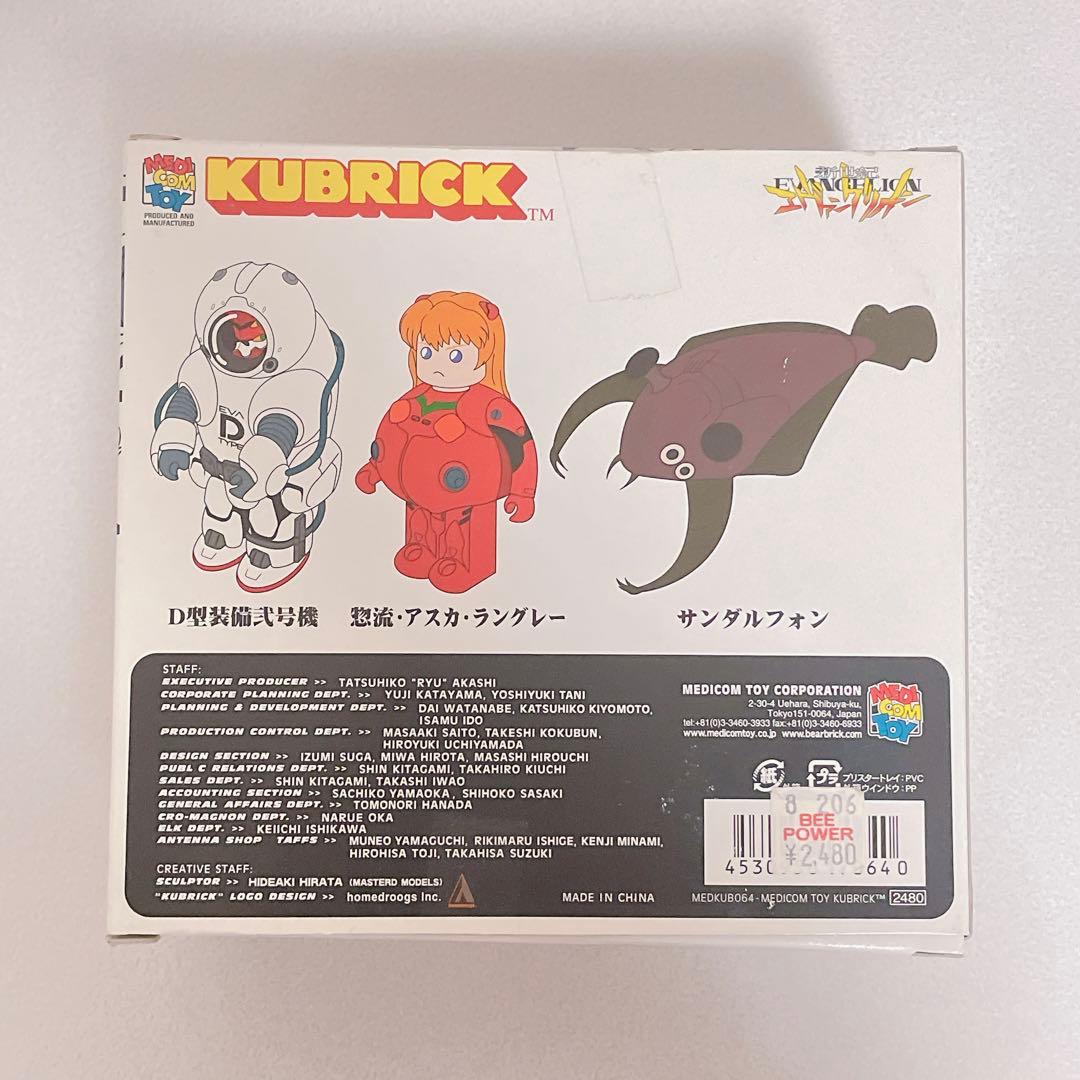 MEDI COM TOY
PRODUCED AND
MANUFACTURED
KUBRICK TM
新世紀
EVANGELION
エヴァンゲリオン
EVA
D
TYPE
D型装備弐号機
惣流・アスカ・ラングレー
サンダルフォン
STAFF:
EXECUTIVE PRODUCER >> TATSUHIKO "RYU" AKASHI
CORPORATE PLANNING DEPT. >> YUJI KATAYAMA, YOSHIYUKI TANI
PLANNING & DEVELOPMENT DEPT. >> DAI WATANABE, KATSUHIKO KIYOMOTO,
ISAMU IDO
PRODUCTION CONTROL DEPT. >> MASAAKI SAITO, TAKESHI KOKUBUN,
HIROYUKI UCHIYAMADA
DESIGN SECTION >> IZUMI SUGA, MIWA HIROTA, MASASHI HIROUCHI
PUBL C RELATIONS DEPT. >> SHIN KITAGAMI, TAKAHIRO KIUCHI
SALES DEPT. >> SHIN KITAGAMI, TAKASHI IWAO
ACCOUNTING SECTION >> SACHIKO YAMAOKA, SHIHOKO SASAKI
GENERAL AFFAIRS DEPT. >> TOMONORI HANADA
CRO-MAGNON DEPT. >> NARUE OKA
ELK DEPT. >> KEIICHI ISHIKAWA
ANTENNA SHOP TAFFS >> MUNEO YAMAGUCHI, RIKIMARU ISHIGE, KENJI MINAMI,
HIROHISA TOJI, TAKAHISA SUZUKI
CREATIVE STAFF:
SCULPTOR >> HIDEAKI HIRATA (MASTERD MODELS)
"KUBRICK" LOGO DESIGN >> homedroogs Inc.
MADE IN CHINA
MEDICOM TOY CORPORATION
2-30-4 Uehara, Shibuya-ku,
Tokyo151-0064, Japan
tel:+81(0)3-3460-3933 fax:+81(0)3-3460-6933
www.medicomtoy.co.jp www.bearbrick.com
MEDI COM TOY
紙
プラ
ブリスタートレイ:PVC
ウインドウ:PP
8 206
BEE
POWER
¥2,480
4530 640
MEDKUB064-MEDICOM TOY KUBRICK™ 2480